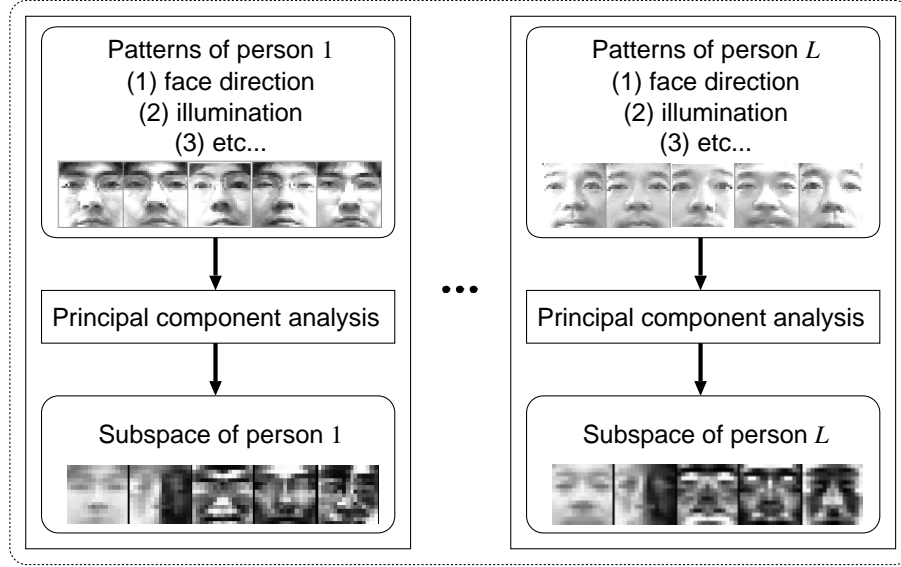 Patterns of person 1
(1) face direction
(2) illumination
(3) etc...
Principal component analysis
Subspace of person 1
...
Patterns of person L
(1) face direction
(2) illumination
(3) etc...
Principal component analysis
Subspace of person L